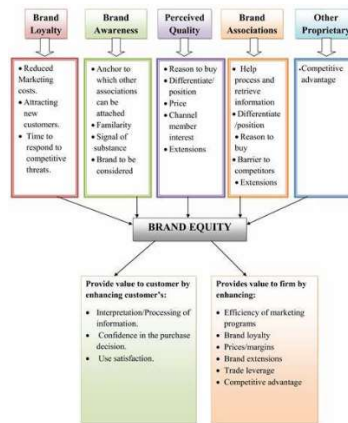 Brand
Loyalty
Brand
Awareness
Perceived
Quality
Brand
Associations
Other
Proprietary
• Reduced
Marketing
costs.
• Attracting
new
customers.
• Time to
respond to
competitive
threats.
• Anchor to
which other
associations
can be
attached
• Familarity
• Signal of
substance
• Brand to be
considered
• Reason to buy
• Differentiate/
position
• Price
• Channel
member
interest
• Extensions
• Help
process and
retrieve
information
• Differentiate
/position
• Reason to
buy
• Barrier to
competitors
• Extensions
-Competitive
advantage
BRAND EQUITY
Provide value to customer by
enhancing customer's:
• Interpretation/Processing of
information.
• Confidence in the purchase
decision.
• Use satisfaction.
Provides value to firm by
enhancing:
• Efficiency of marketing
programs
• Brand loyalty
• Prices/margins
• Brand extensions
• Trade leverage
• Competitive advantage